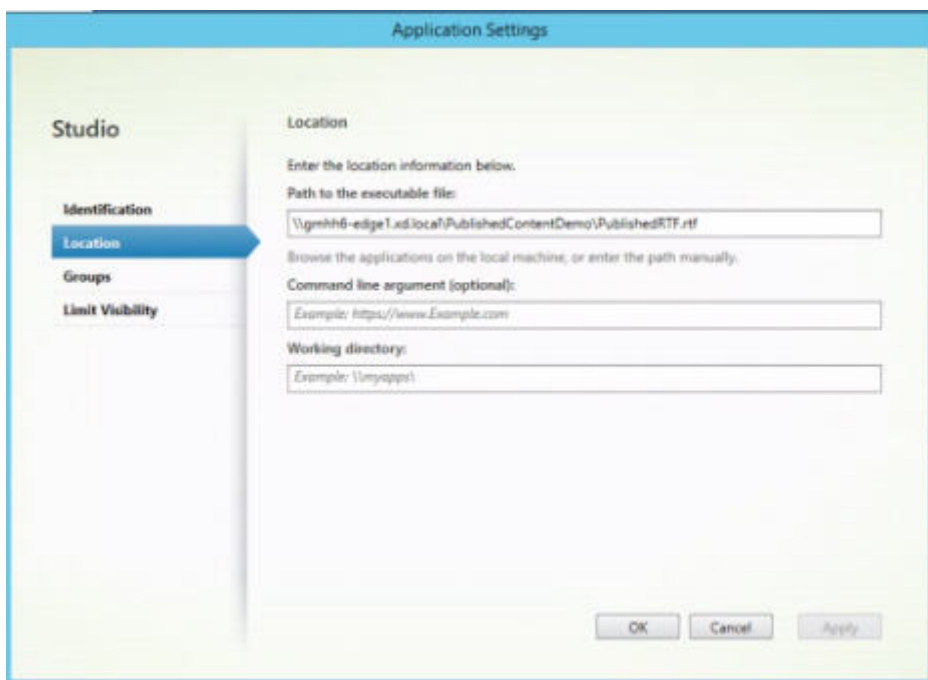 Application Settings
Studio
Identification
Location
Groups
Limit Visibility
Location
Enter the location information below.
Path to the executable file:
\\gmhh6-edge1.xd.local\PublishedContentDemo\PublishedRTF.rtf
Browse the applications on the local machine, or enter the path manually.
Command line argument (optional):
Example: https://www.Example.com
Working directory:
Example: \\myapps\
OK
Cancel
Apply